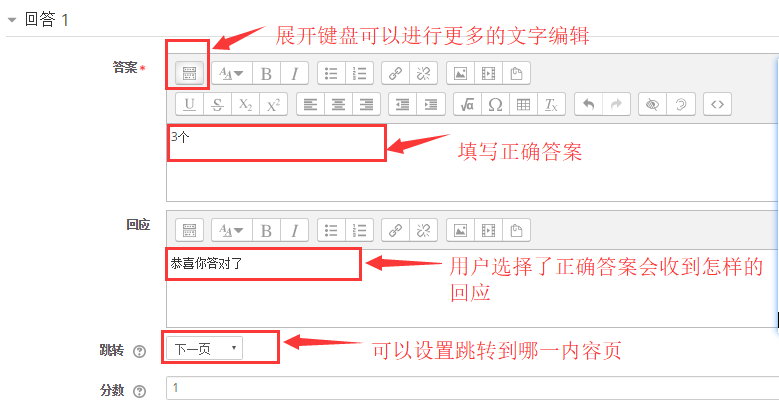 回答 1
展开键盘可以进行更多的文字编辑
答案*
3个
填写正确答案
回应
恭喜你答对了
用户选择了正确答案会收到怎样的
回应
跳转
下一页
可以设置跳转到哪一内容页
分数
1